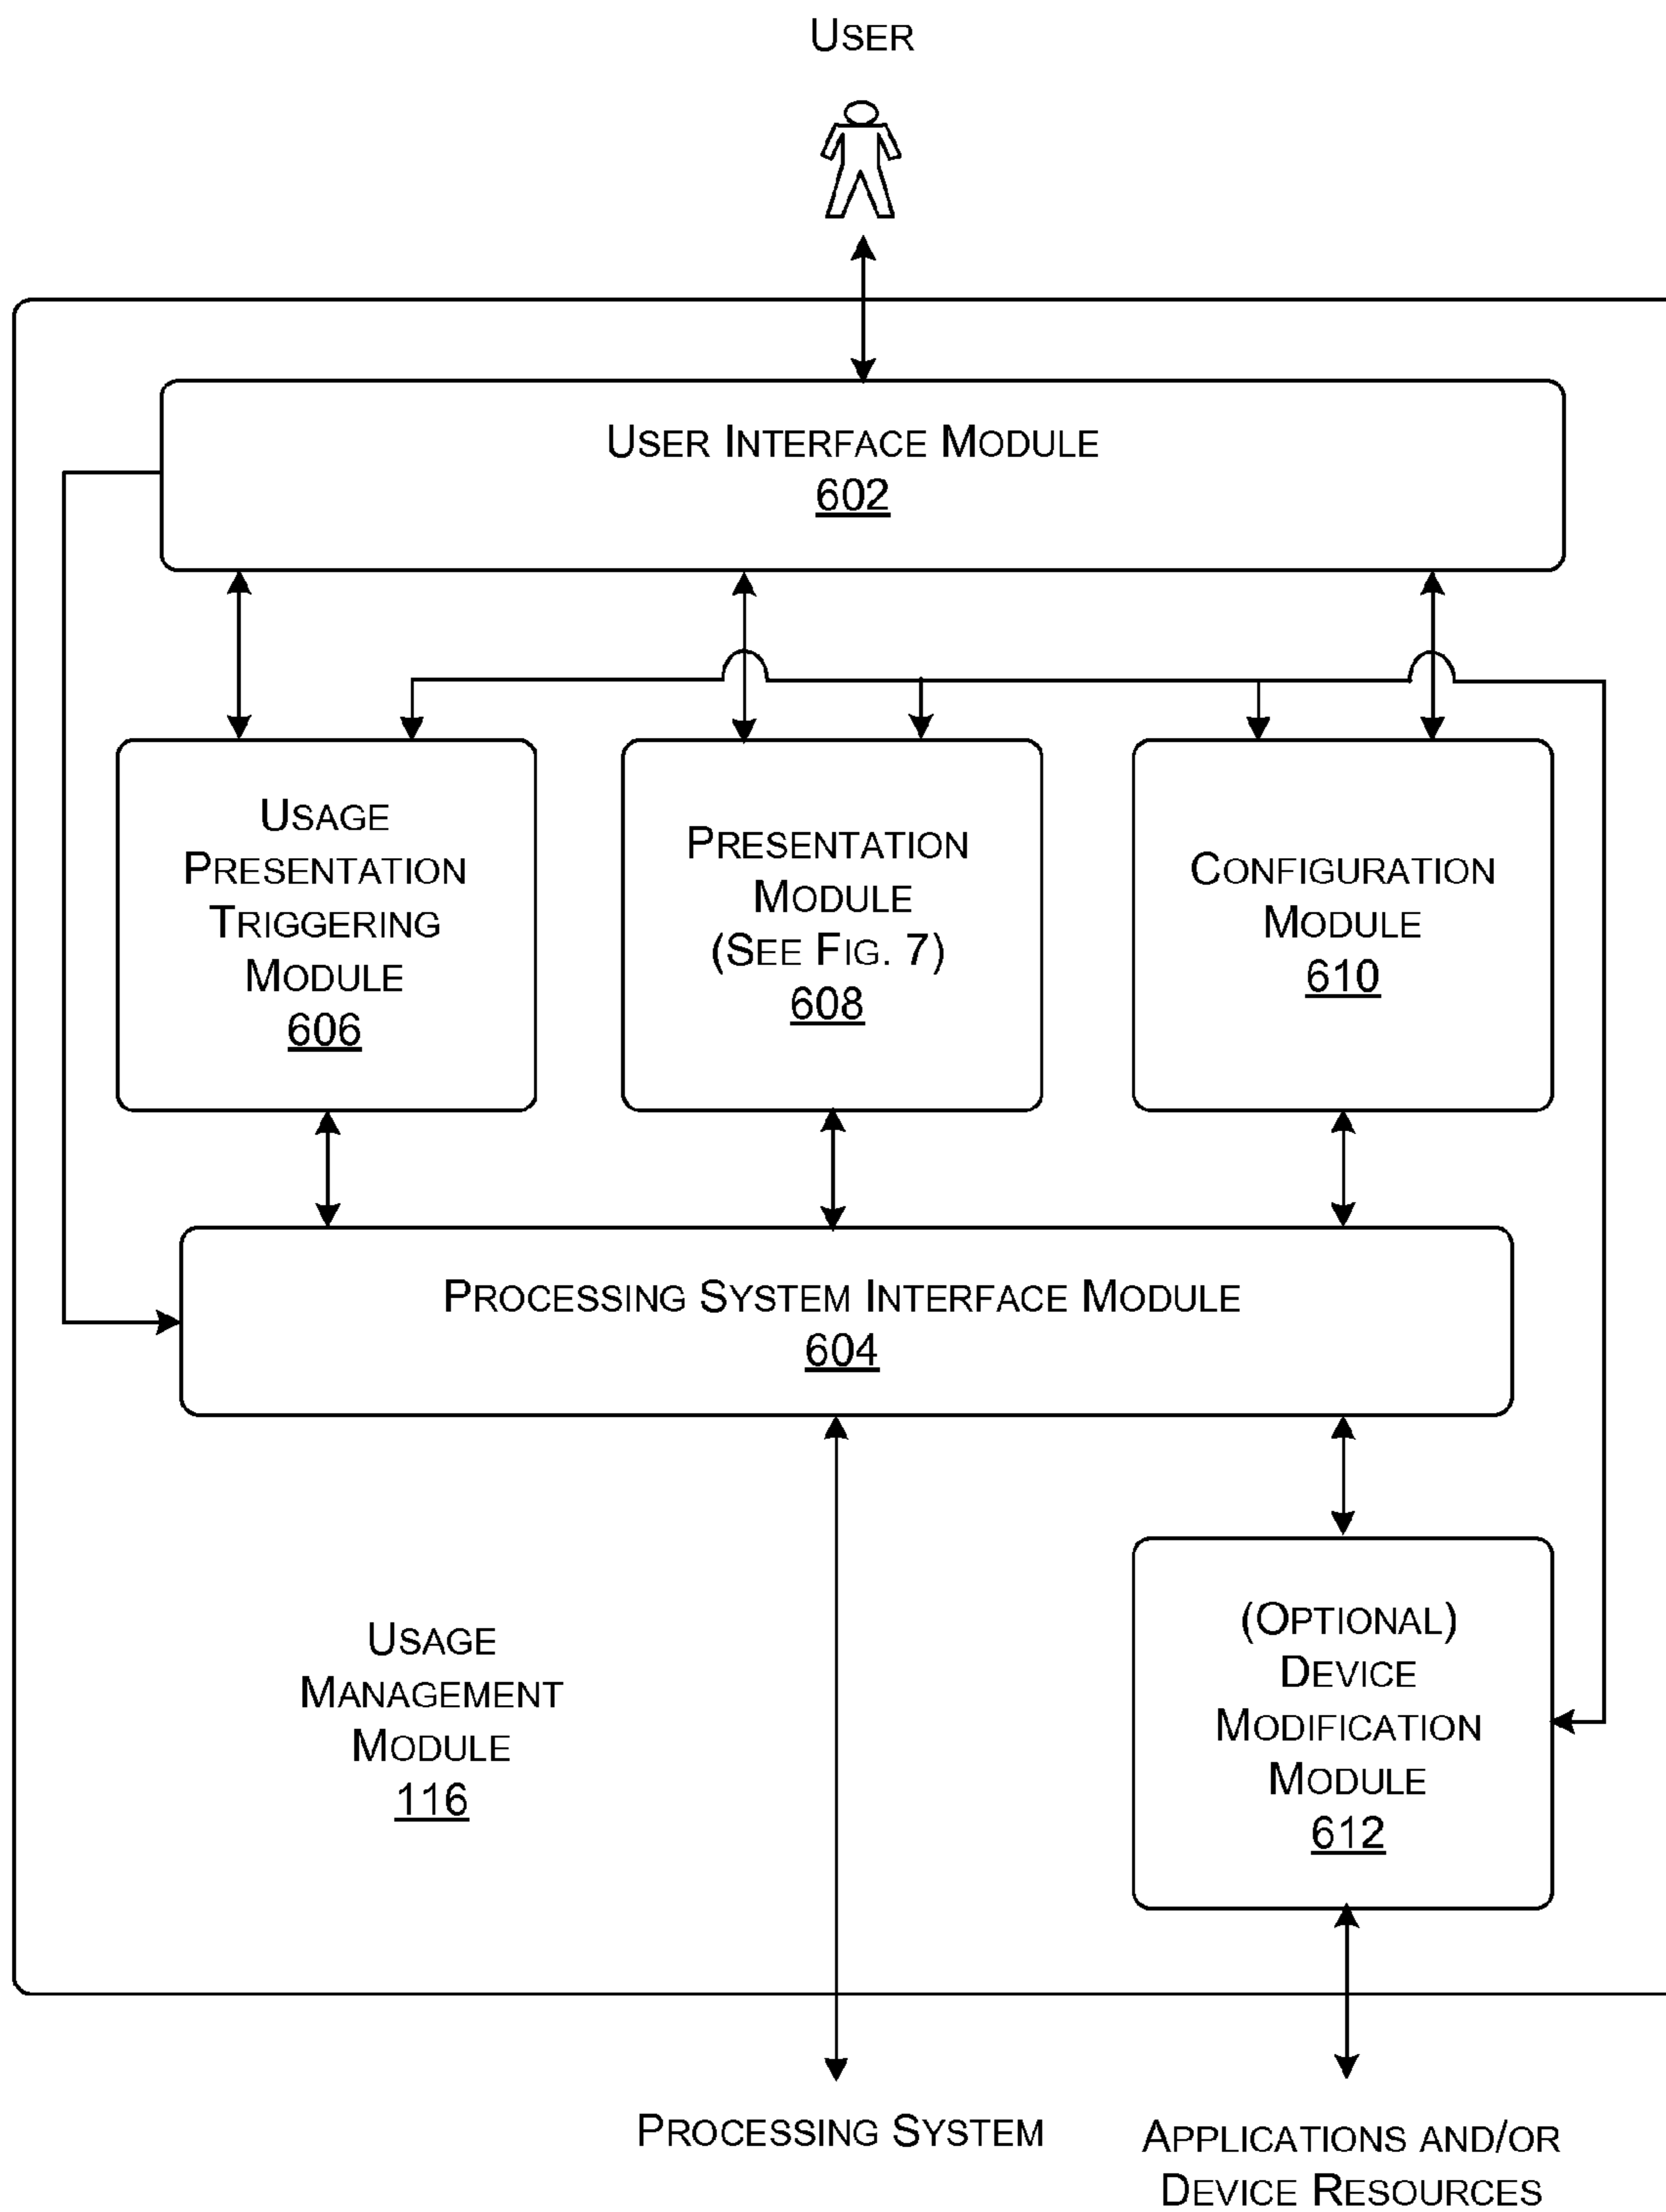 USER
USER INTERFACE MODULE
602
USAGE
PRESENTATION
TRIGGERING
MODULE
606
PRESENTATION
MODULE
(SEE FIG. 7)
608
CONFIGURATION
MODULE
610
PROCESSING SYSTEM INTERFACE MODULE
604
USAGE
MANAGEMENT
MODULE
116
(OPTIONAL)
DEVICE
MODIFICATION
MODULE
612
PROCESSING SYSTEM
APPLICATIONS AND/OR
DEVICE RESOURCES